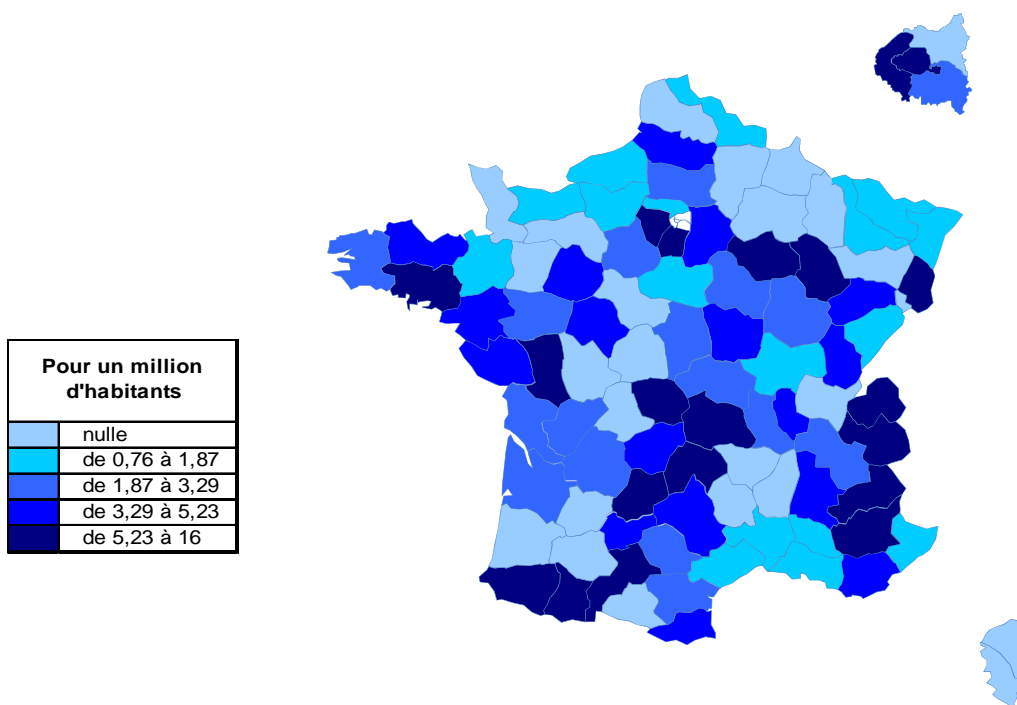 Pour un million
d'habitants
nulle
de 0,76 à 1,87
de 1,87 à 3,29
de 3,29 à 5,23
de 5,23 à 16